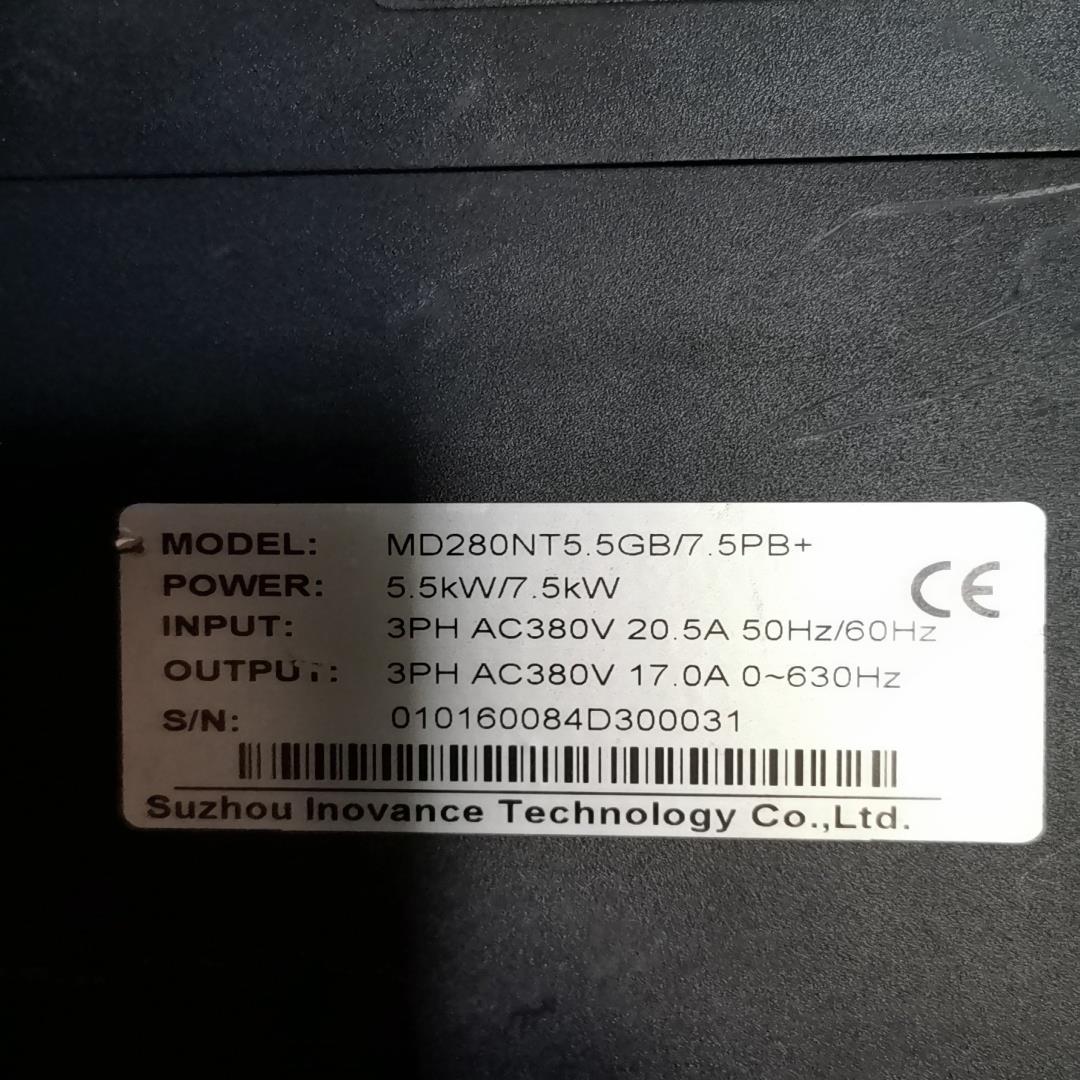 MODEL: MD280NT5.5GB/7.5PB+
POWER: 5.5kW/7.5kW
INPUT: 3PH AC380V 20.5A 50Hz/60Hz
OUTPUT: 3PH AC380V 17.0A 0~630Hz
S/N: 010160084D300031
CE
Suzhou Inovance Technology Co.,Ltd.